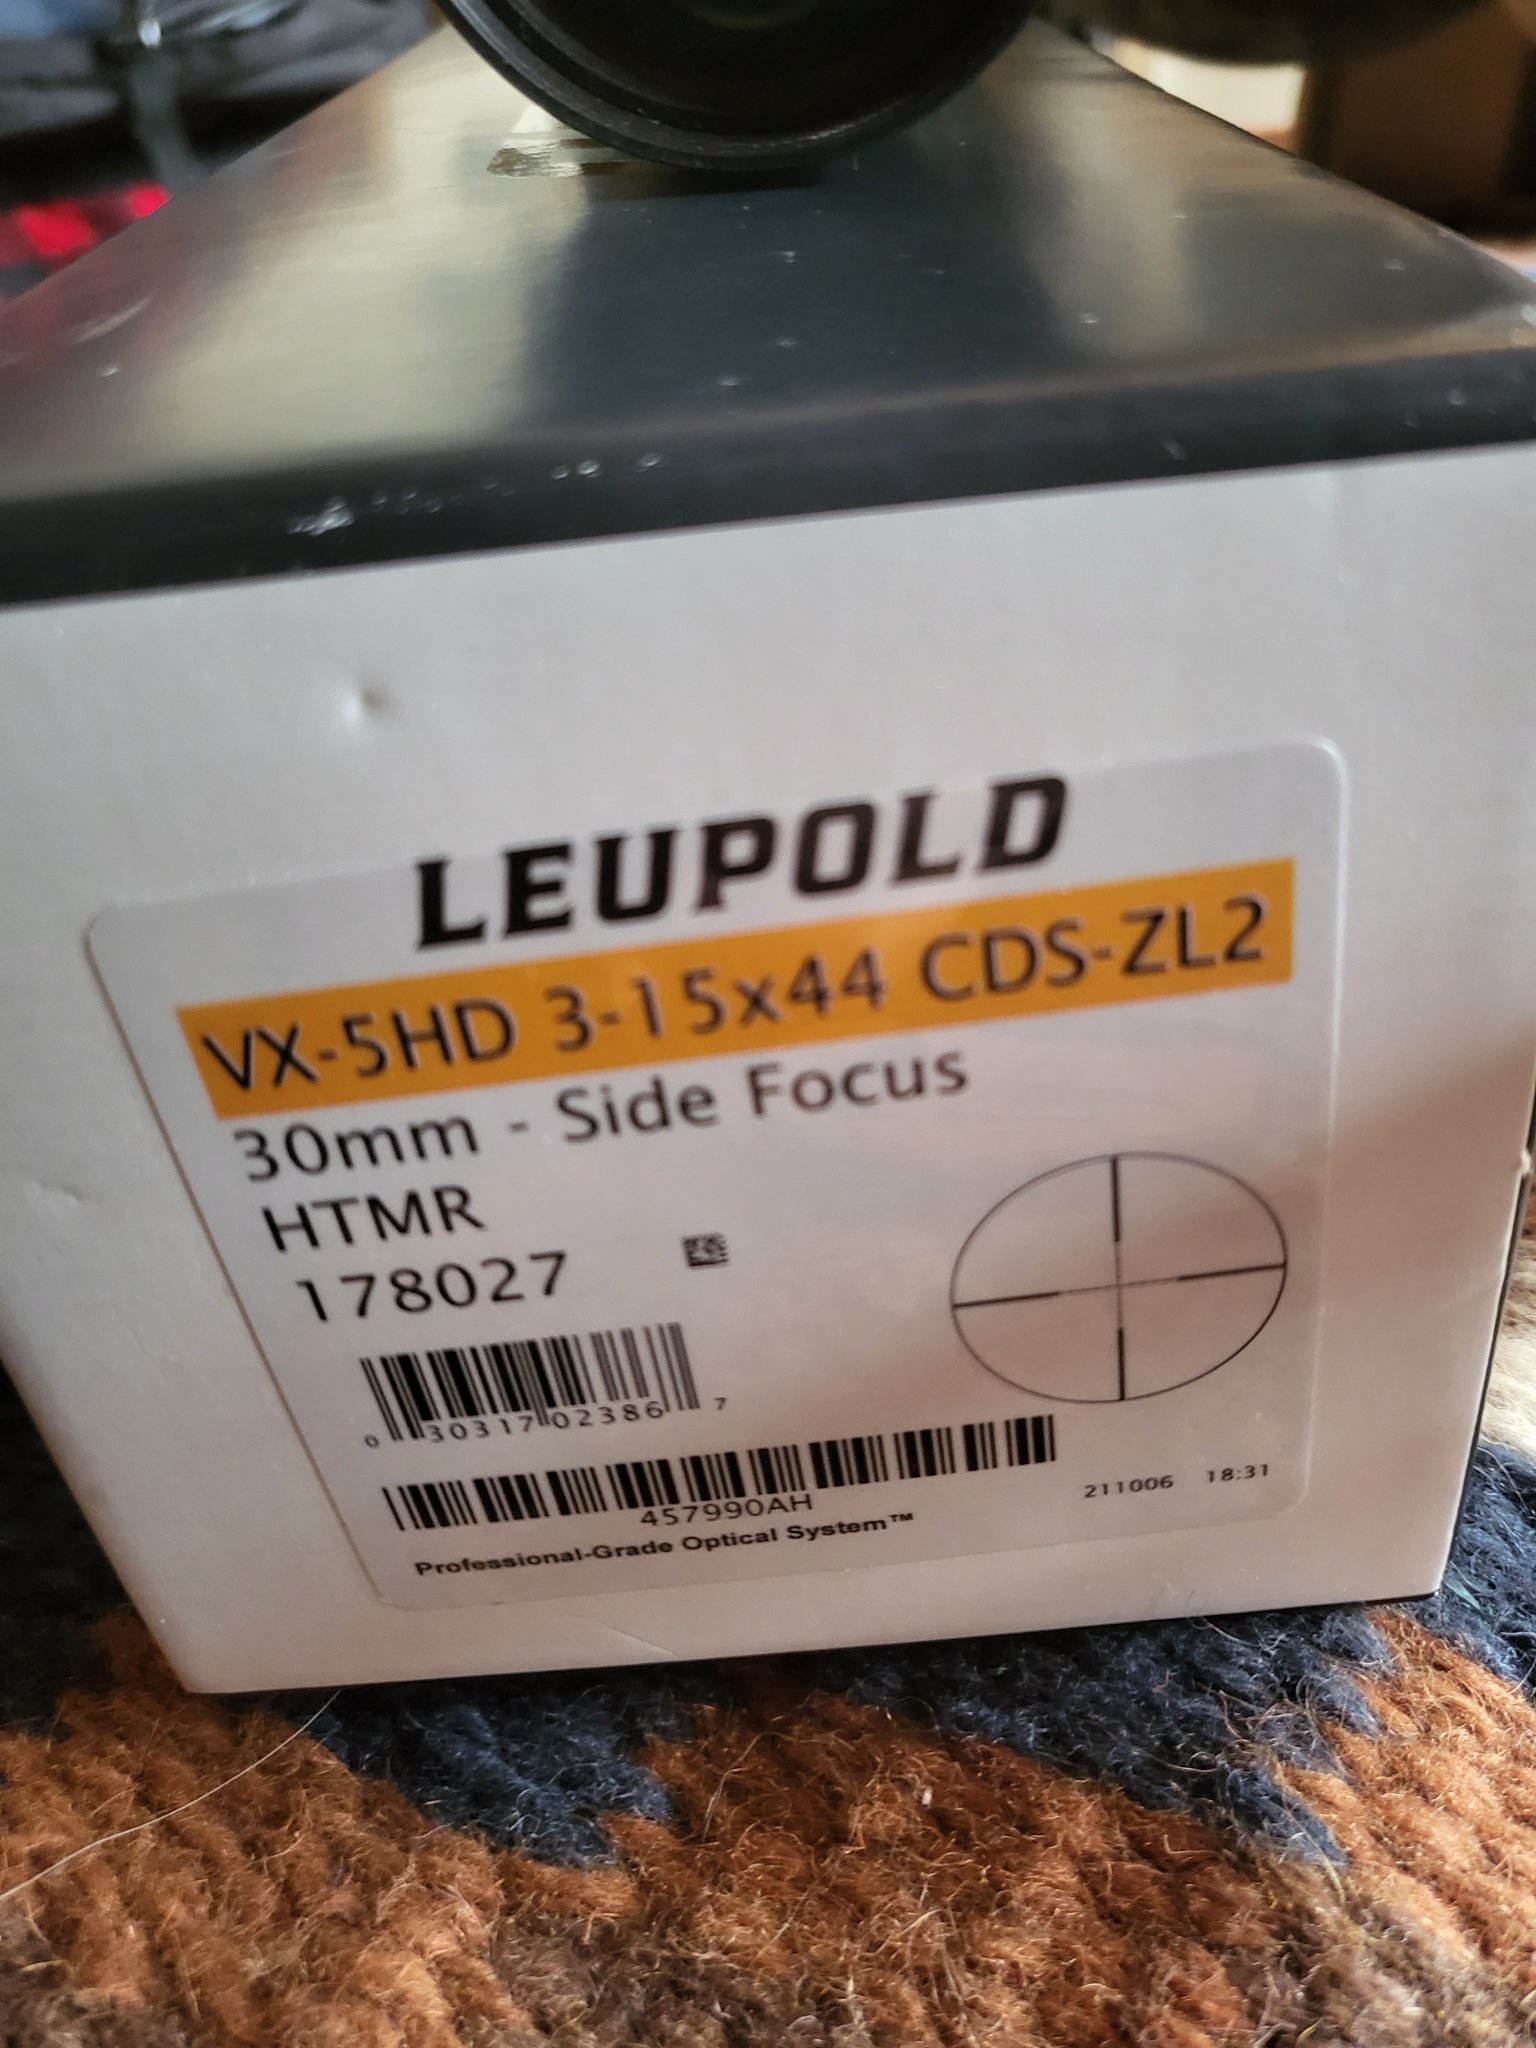 LEUPOLD
VX-5HD 3-15x44 CDS-ZL2
30mm - Side Focus
HTMR
178027
0 30317 02386 7
457990AH
211006 18:31
Professional-Grade Optical System™